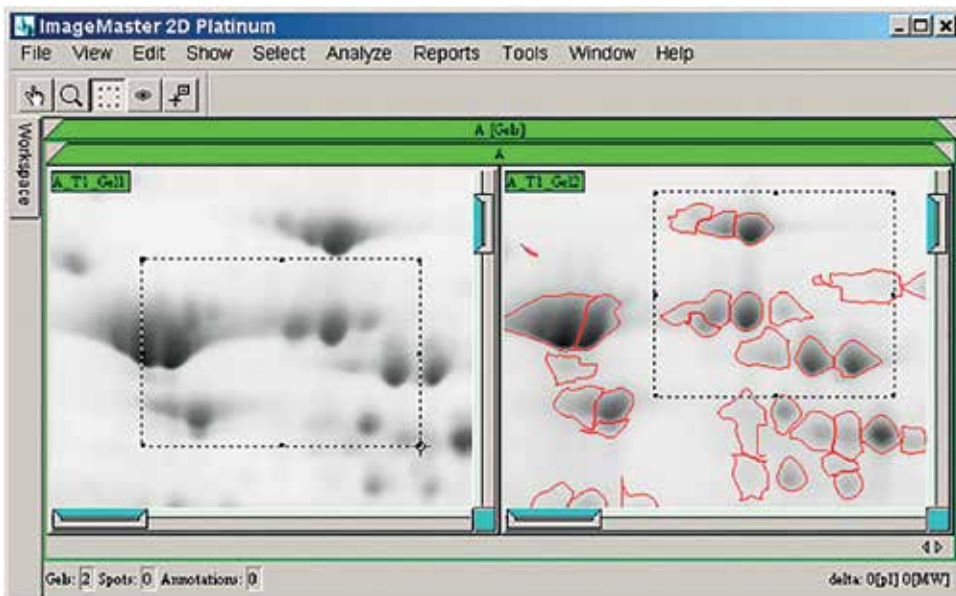 ImageMaster 2D Platinum
File View Edit Show Select Analyze Reports Tools Window Help
Workspace
A [Gels]
A
A_T1_Gel1
A_T1_Gel2
Gels: 2 Spots: 0 Annotations: 0
delta: 0[pI] 0[MW]